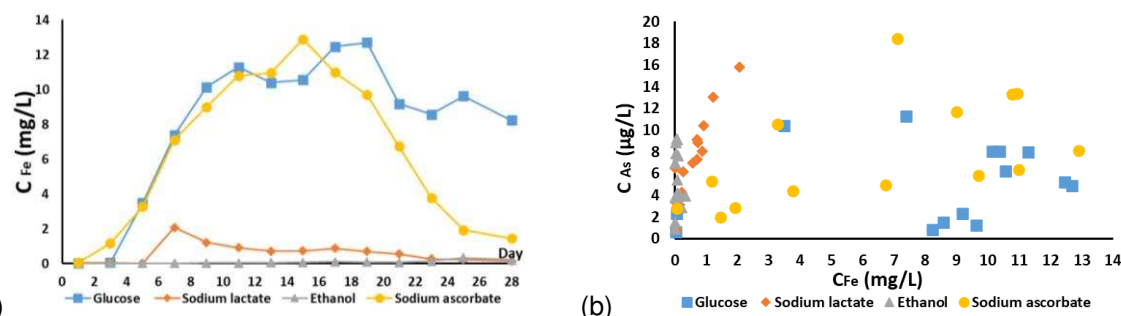 14
12
10
8
6
4
2
0
C Fe (mg/L)
Day
0 2 4 6 8 10 12 14 16 18 20 22 24 26 28
Glucose Sodium lactate Ethanol Sodium ascorbate
)
20
18
16
14
12
10
8
6
4
2
0
C As (µg/L)
0 1 2 3 4 5 6 7 8 9 10 11 12 13 14
CFe (mg/L)
(b)
Glucose Sodium lactate Ethanol Sodium ascorbate